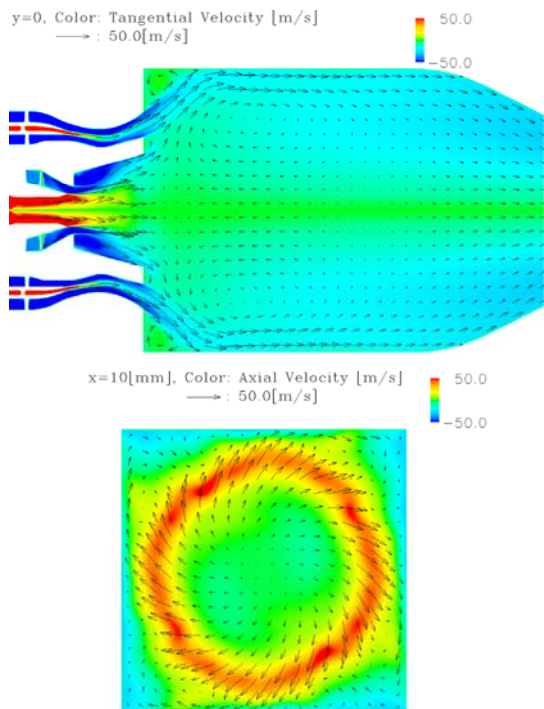 y=0, Color: Tangential Velocity [m/s]
: 50.0[m/s]
50.0
-50.0
x=10[mm], Color: Axial Velocity [m/s]
: 50.0[m/s]
50.0
-50.0